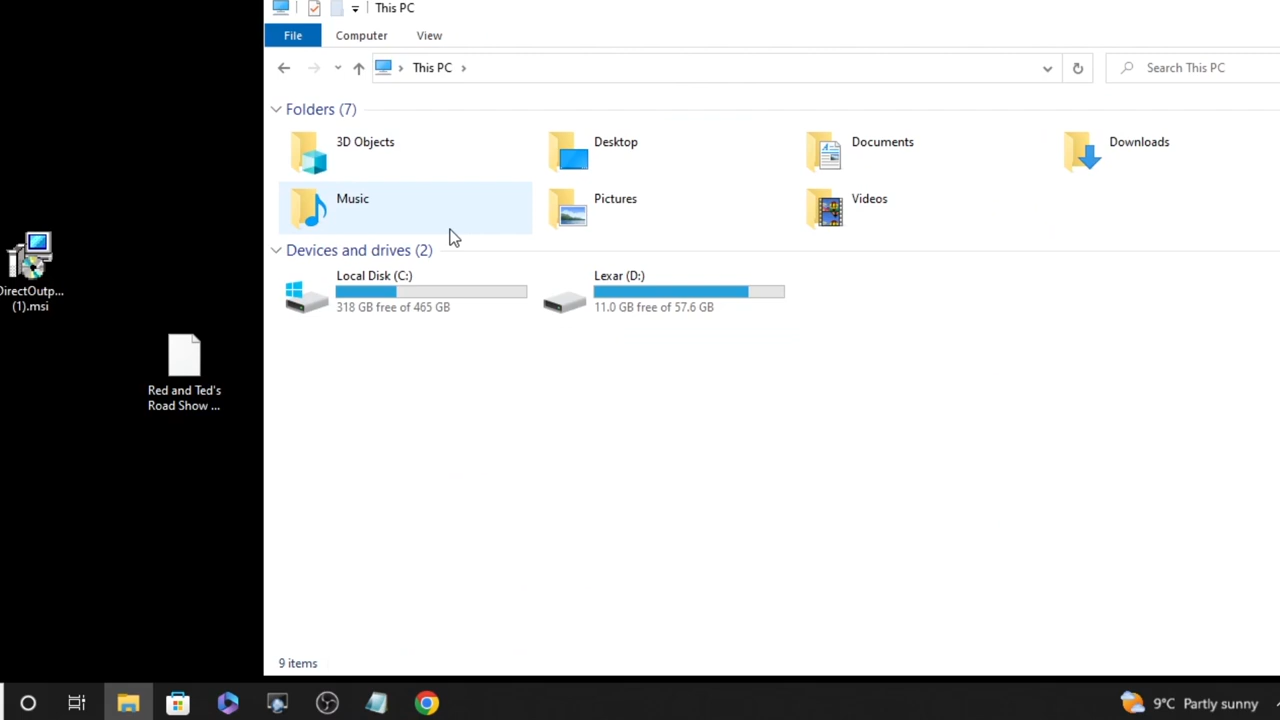 This PC
File
Computer
View
This PC
Search This PC
Folders (7)
3D Objects
Desktop
Documents
Downloads
Music
Pictures
Videos
Devices and drives (2)
Local Disk (C:)
318 GB free of 465 GB
Lexar (D:)
11.0 GB free of 57.6 GB
DirectOutp...
(1).msi
Red and Ted's
Road Show ...
9 items
9°C Partly sunny